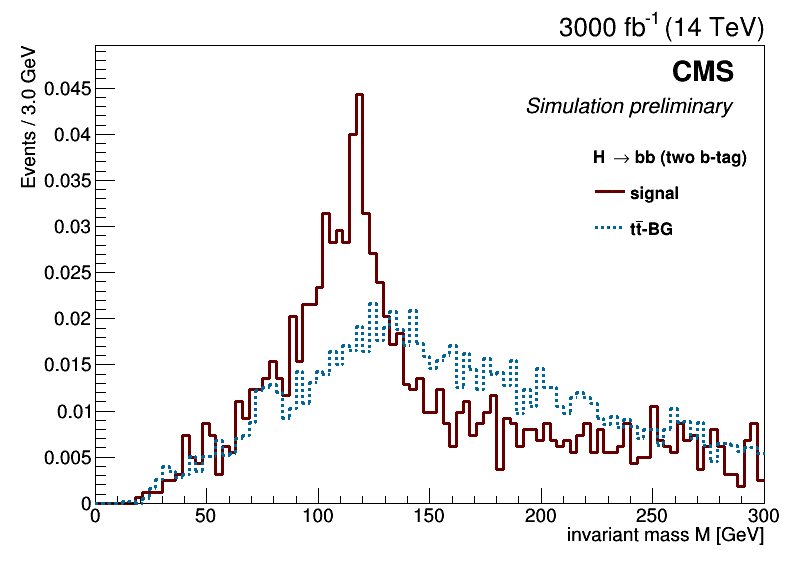 3000 fb⁻¹ (14 TeV)
CMS
Simulation preliminary
H → bb (two b-tag)
signal
tt̄-BG
Events / 3.0 GeV
0.045
0.04
0.035
0.03
0.025
0.02
0.015
0.01
0.005
0
0 50 100 150 200 250 300
invariant mass M [GeV]